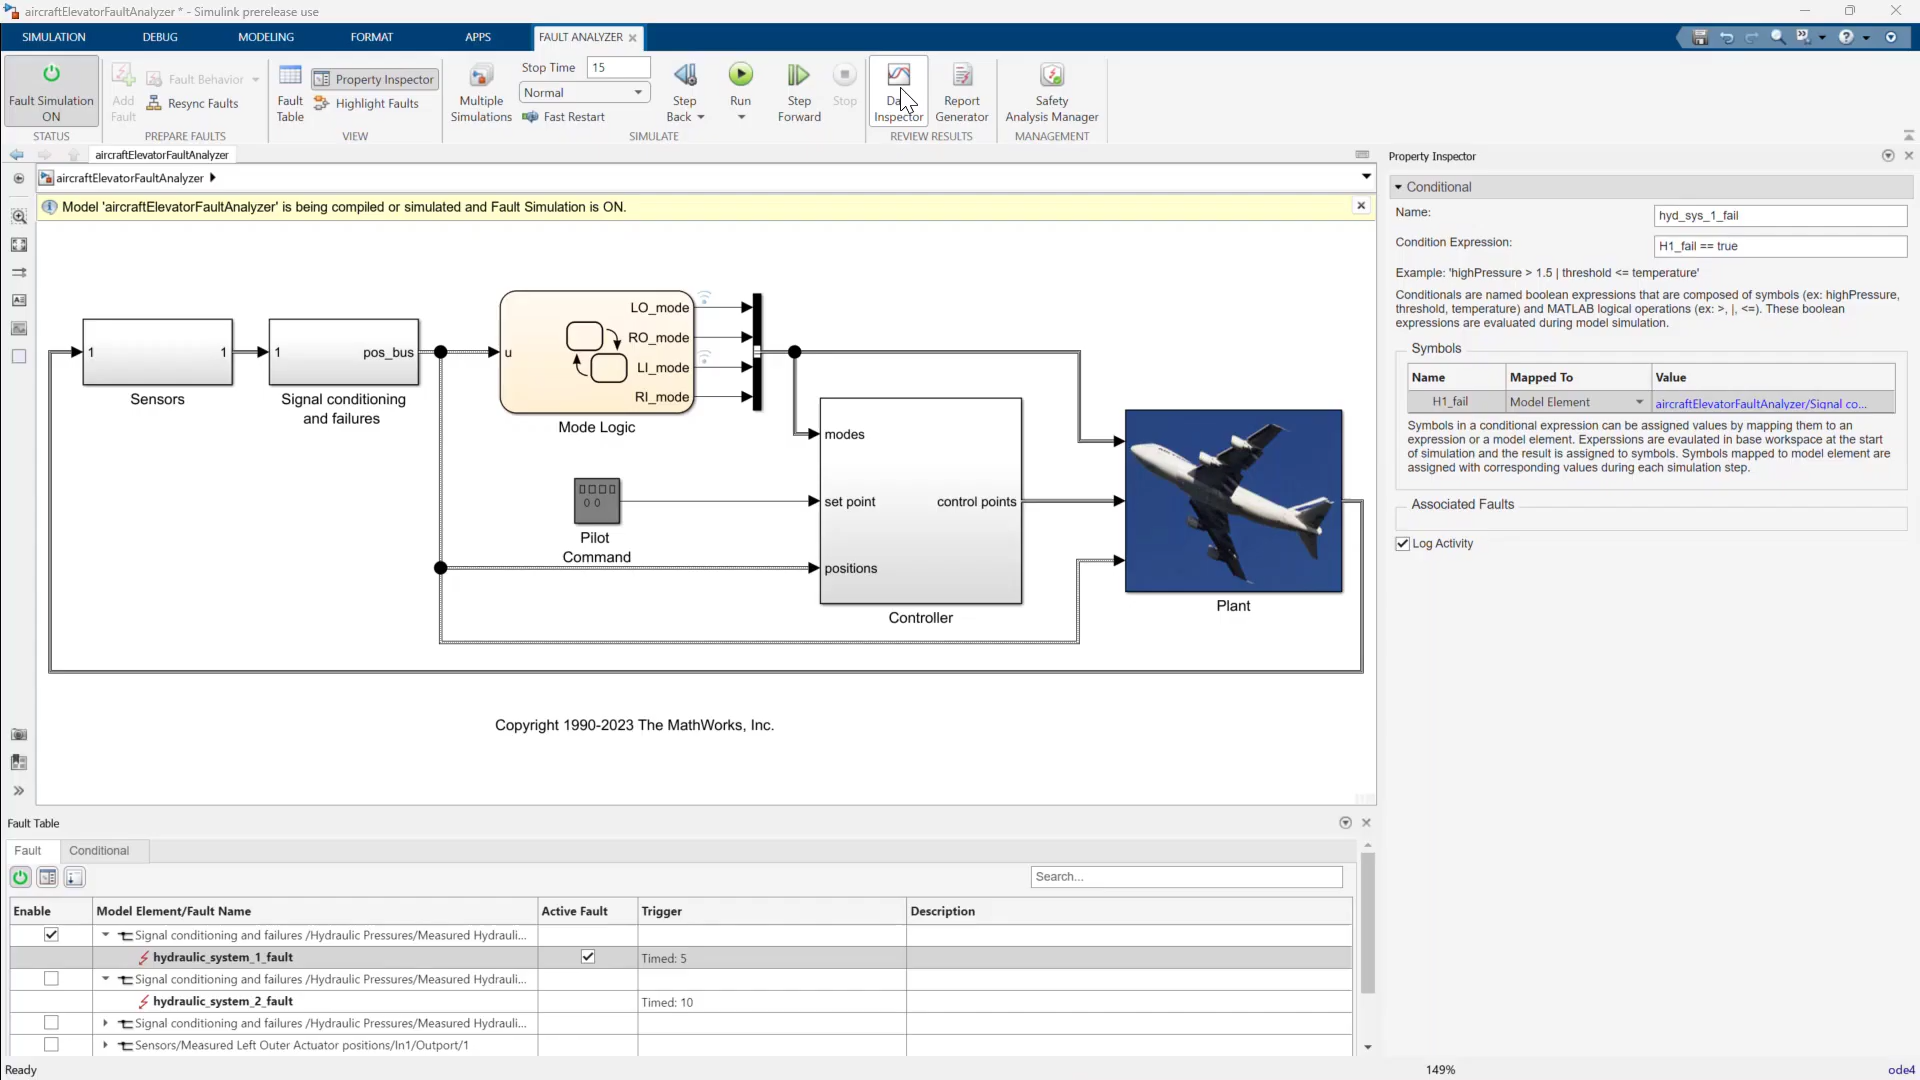 aircraftElevatorFaultAnalyzer * - Simulink prerelease use
SIMULATION DEBUG MODELING FORMAT APPS FAULT ANALYZER
Fault Simulation ON
STATUS
Add Fault
Fault Behavior
Resync Faults
PREPARE FAULTS
Fault Table
Property Inspector
Highlight Faults
VIEW
Multiple Simulations
Stop Time 15
Normal
Fast Restart
Step Back
Run
Step Forward
Stop
SIMULATE
Inspector
Report Generator
REVIEW RESULTS
Safety Analysis Manager
MANAGEMENT
aircraftElevatorFaultAnalyzer
aircraftElevatorFaultAnalyzer
Model 'aircraftElevatorFaultAnalyzer' is being compiled or simulated and Fault Simulation is ON.
1 1
Sensors
1 pos_bus
Signal conditioning
and failures
u
LO_mode
RO_mode
LI_mode
RI_mode
Mode Logic
Pilot
Command
modes
set point
control points
positions
Controller
Plant
Copyright 1990-2023 The MathWorks, Inc.
Property Inspector
Conditional
Name: hyd_sys_1_fail
Condition Expression: H1_fail == true
Example: 'highPressure > 1.5 | threshold <= temperature'
Conditionals are named boolean expressions that are composed of symbols (ex: highPressure,
threshold, temperature) and MATLAB logical operations (ex: >, |, <=). These boolean
expressions are evaluated during model simulation.
Symbols
Name Mapped To Value
H1_fail Model Element aircraftElevatorFaultAnalyzer/Signal co...
Symbols in a conditional expression can be assigned values by mapping them to an
expression or a model element. Experssions are evaulated in base workspace at the start
of simulation and the result is assigned to symbols. Symbols mapped to model element are
assigned with corresponding values during each simulation step.
Associated Faults
Log Activity
Fault Table
Fault Conditional
Search...
Enable Model Element/Fault Name Active Fault Trigger Description
Signal conditioning and failures /Hydraulic Pressures/Measured Hydrauli...
hydraulic_system_1_fault Timed: 5
Signal conditioning and failures /Hydraulic Pressures/Measured Hydrauli...
hydraulic_system_2_fault Timed: 10
Signal conditioning and failures /Hydraulic Pressures/Measured Hydrauli...
Sensors/Measured Left Outer Actuator positions/In1/Outport/1
Ready 149% ode4